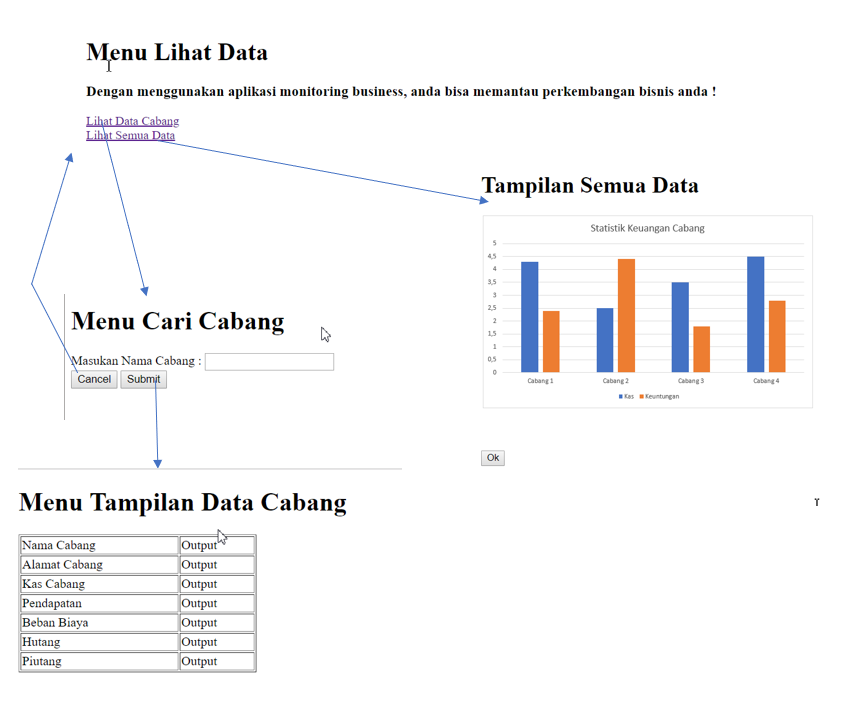 Menu Lihat Data
Dengan menggunakan aplikasi monitoring business, anda bisa memantau perkembangan bisnis anda !
Lihat Data Cabang
Lihat Semua Data
Tampilan Semua Data
Statistik Keuangan Cabang
5
4,5
4
3,5
3
2,5
2
1,5
1
0,5
0
Cabang 1 Cabang 2 Cabang 3 Cabang 4
Kas Keuntungan
Ok
Menu Cari Cabang
Masukan Nama Cabang :
Cancel Submit
Menu Tampilan Data Cabang
Nama Cabang Output
Alamat Cabang Output
Kas Cabang Output
Pendapatan Output
Beban Biaya Output
Hutang Output
Piutang Output